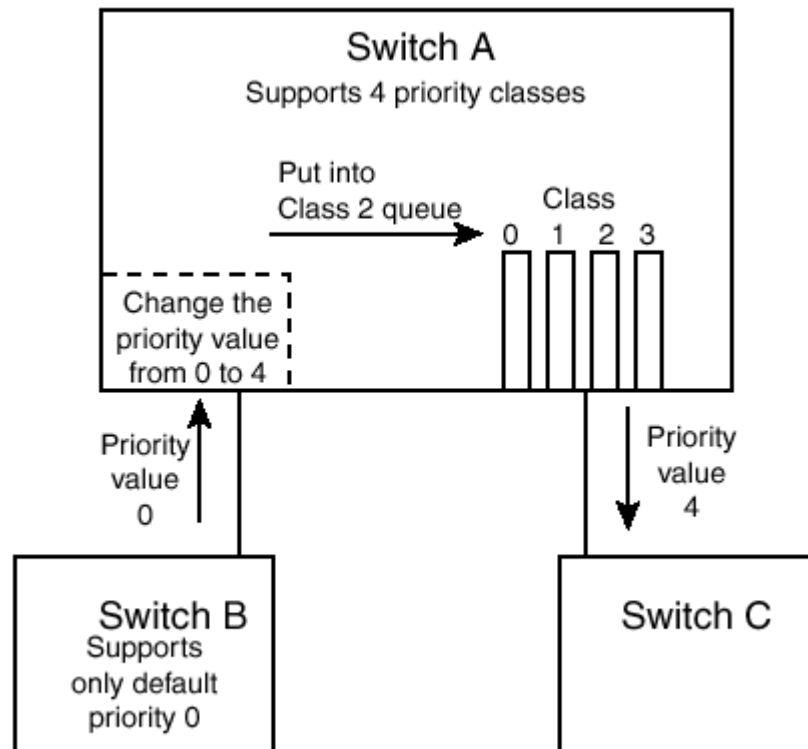 Switch A
Supports 4 priority classes
Put into
Class 2 queue
Class
0 1 2 3
Change the
priority value
from 0 to 4
Priority
value
0
Priority
value
4
Switch B
Supports
only default
priority 0
Switch C